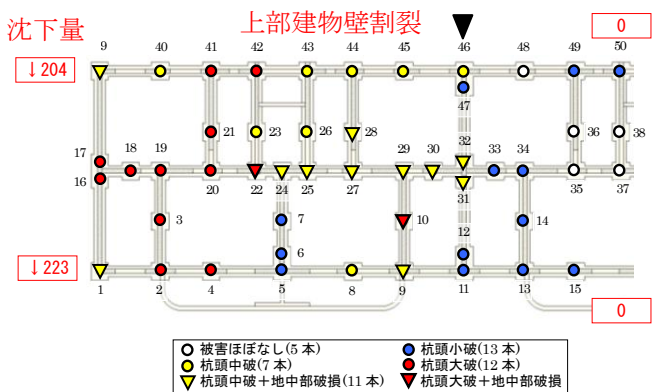 沈下量
上部建物壁割裂
0
9 40 41 42 43 44 45 46 48 49 50
↓204
47
21 23 26 28 32 36 38
17 18 19 29 30 33 34
16 20 22 24 25 27 31 35 37
3 7 10 12 14
6
↓223
1 2 4 5 8 9 11 13 15
0
被害ほぼなし(5本) 杭頭小破(13本)
杭頭中破(7本) 杭頭大破(12本)
杭頭中破+地中部破損(11本) 杭頭大破+地中部破損